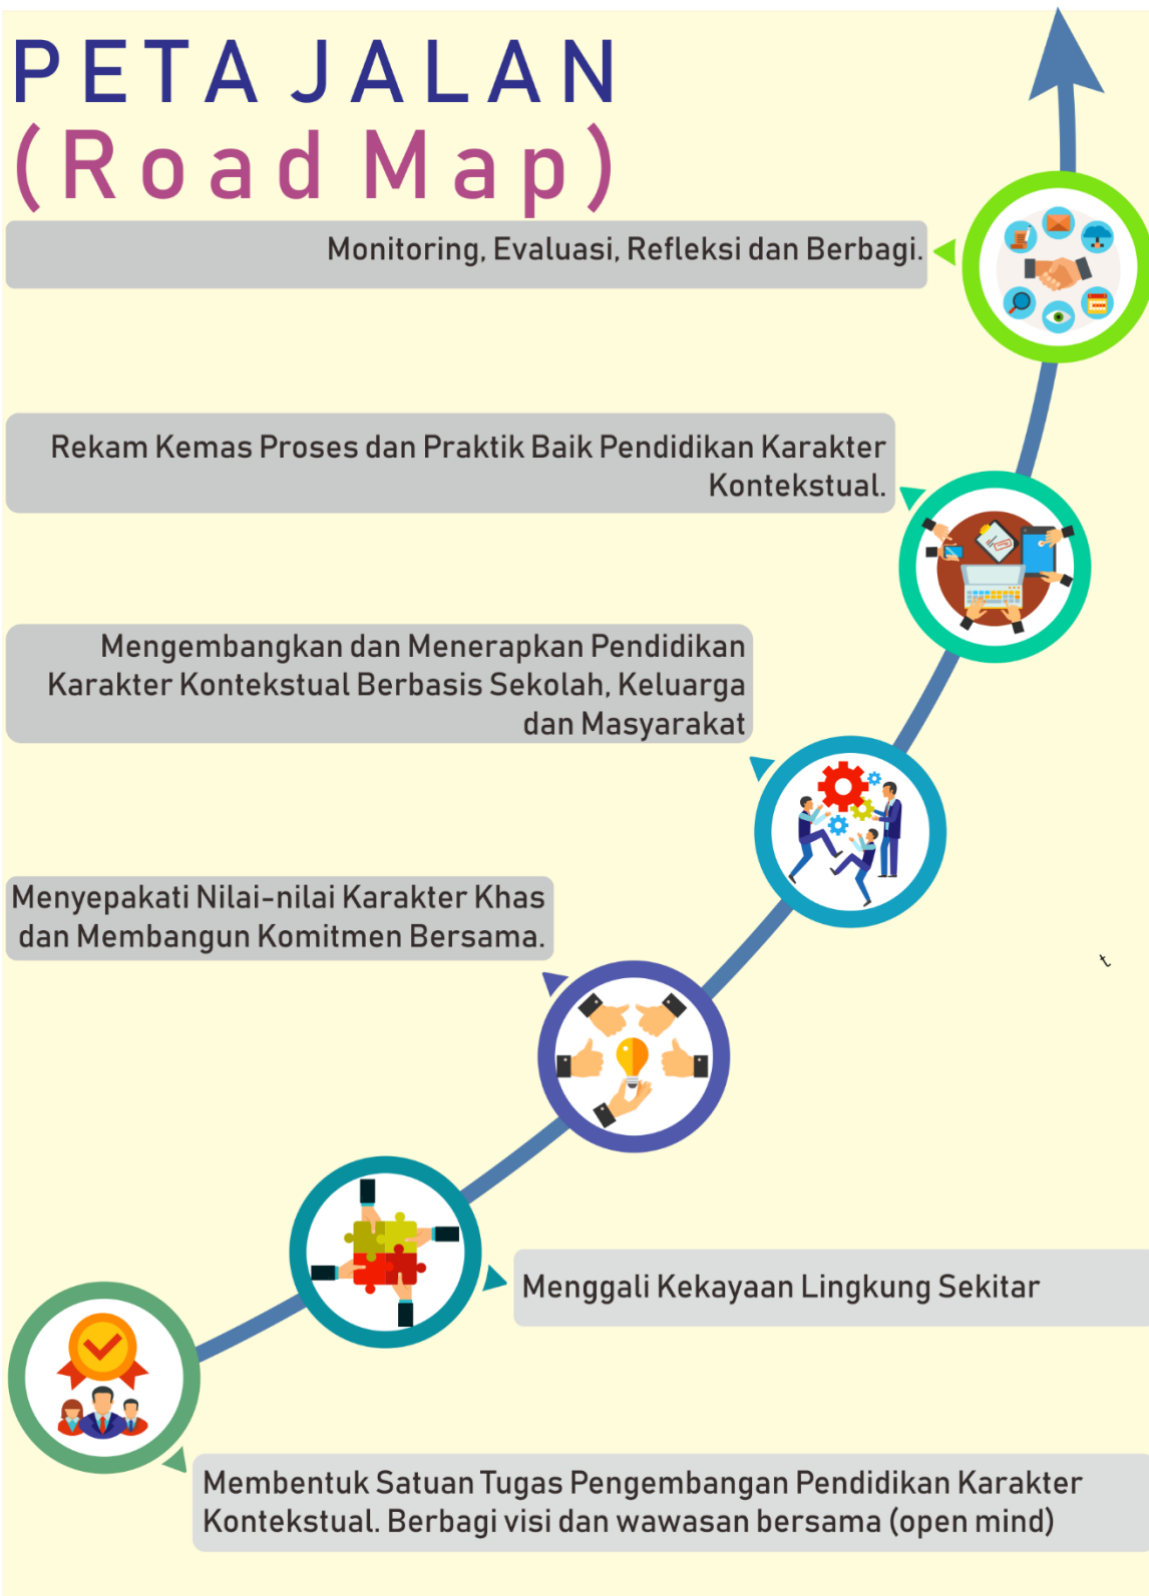 PETA JALAN
(Road Map)
Monitoring, Evaluasi, Refleksi dan Berbagi.
Rekam Kemas Proses dan Praktik Baik Pendidikan Karakter
Kontekstual.
Mengembangkan dan Menerapkan Pendidikan
Karakter Kontekstual Berbasis Sekolah, Keluarga
dan Masyarakat
Menyepakati Nilai-nilai Karakter Khas
dan Membangun Komitmen Bersama.
t
Menggali Kekayaan Lingkung Sekitar
Membentuk Satuan Tugas Pengembangan Pendidikan Karakter
Kontekstual. Berbagi visi dan wawasan bersama (open mind)